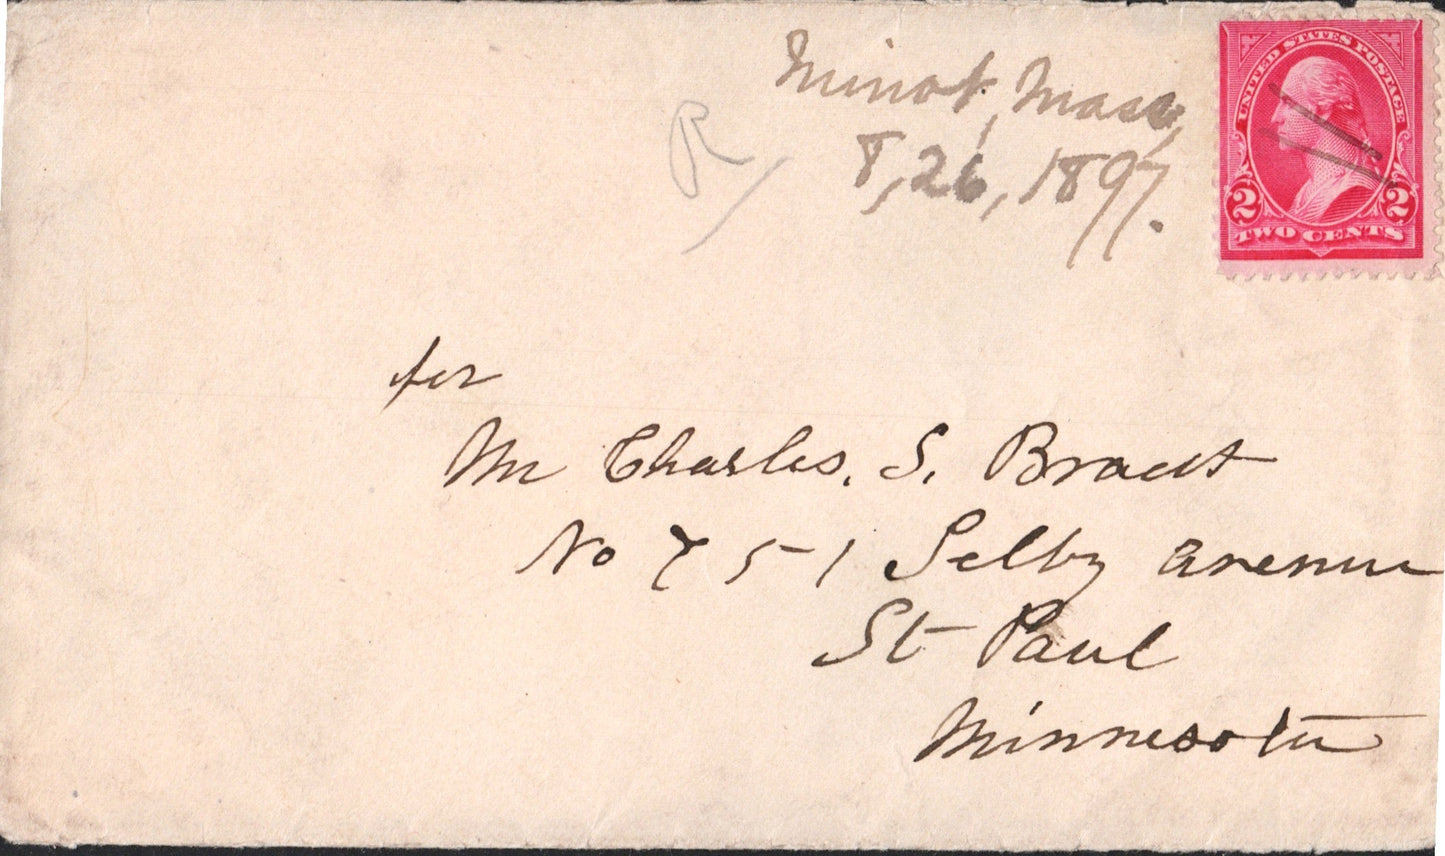 Minot, Mass,
8, 26, 1897.
R
UNITED STATES POSTAGE
2 2
TWO CENTS
for
Mr Charles. S. Bradt
No 751 Selby avenue
St Paul
Minnesota